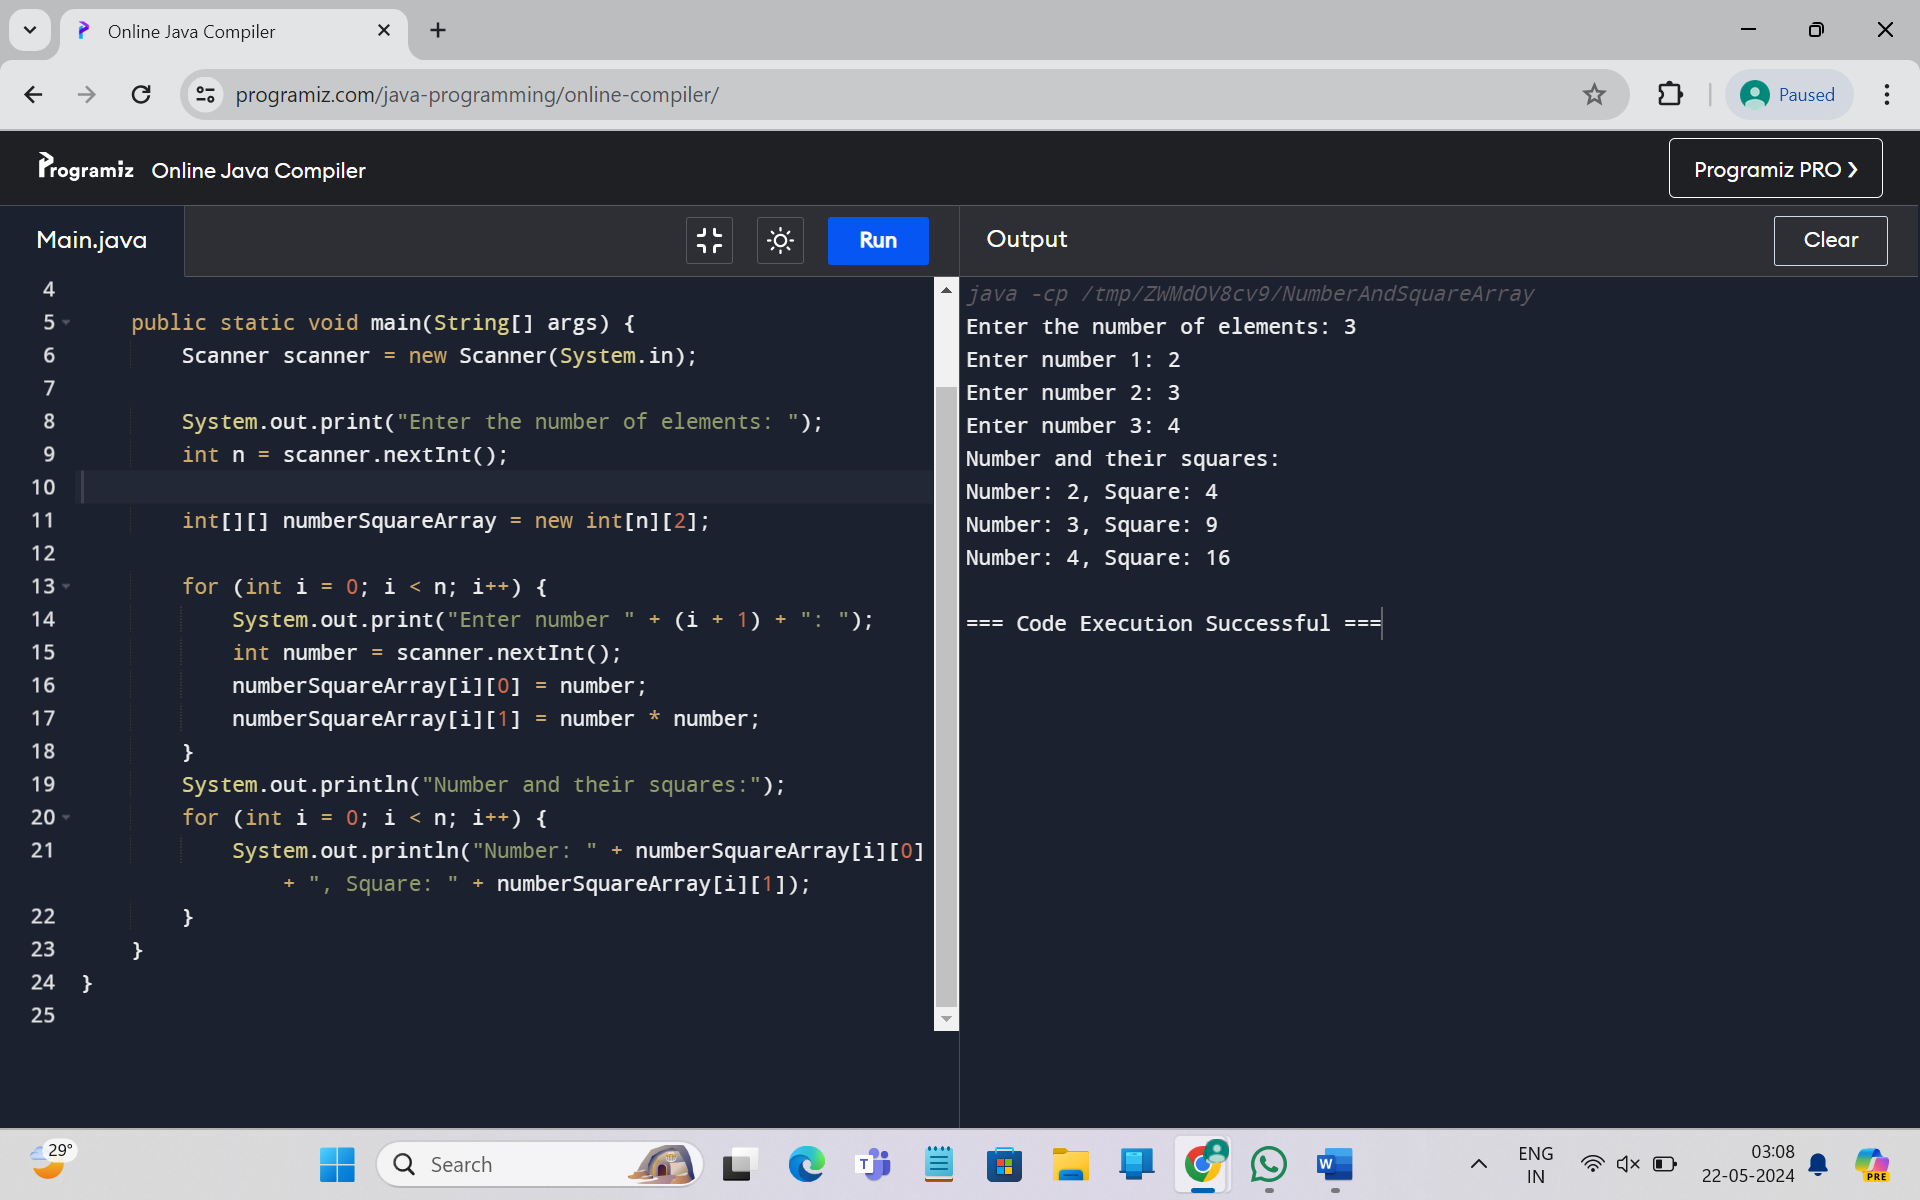 Online Java Compiler
programiz.com/java-programming/online-compiler/
Paused
Programiz Online Java Compiler
Programiz PRO ❯
Main.java
Run
Output
Clear
4
5 public static void main(String[] args) {
6 Scanner scanner = new Scanner(System.in);
7
8 System.out.print("Enter the number of elements: ");
9 int n = scanner.nextInt();
10
11 int[][] numberSquareArray = new int[n][2];
12
13 for (int i = 0; i < n; i++) {
14 System.out.print("Enter number " + (i + 1) + ": ");
15 int number = scanner.nextInt();
16 numberSquareArray[i][0] = number;
17 numberSquareArray[i][1] = number * number;
18 }
19 System.out.println("Number and their squares:");
20 for (int i = 0; i < n; i++) {
21 System.out.println("Number: " + numberSquareArray[i][0]
+ ", Square: " + numberSquareArray[i][1]);
22 }
23 }
24 }
25
java -cp /tmp/ZWMdOV8cv9/NumberAndSquareArray
Enter the number of elements: 3
Enter number 1: 2
Enter number 2: 3
Enter number 3: 4
Number and their squares:
Number: 2, Square: 4
Number: 3, Square: 9
Number: 4, Square: 16
=== Code Execution Successful ===
29°
Search
T
W
ENG
IN
03:08
22-05-2024
PRE